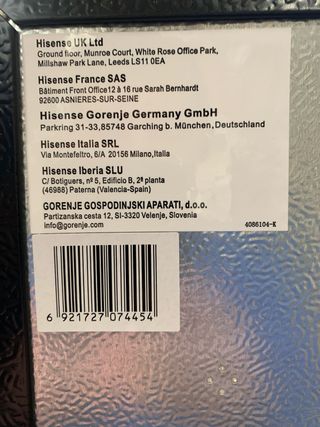 Hisense UK Ltd
Ground floor, Munroe Court, White Rose Office Park,
Millshaw Park Lane, Leeds LS11 0EA
Hisense France SAS
Bâtiment Front Office12 à 16 rue Sarah Bernhardt
92600 ASNIERES-SUR-SEINE
Hisense Gorenje Germany GmbH
Parkring 31-33,85748 Garching b. München,Deutschland
Hisense Italia SRL
Via Montefeltro, 6/A 20156 Milano,Italia
Hisense Iberia SLU
C/ Botiguers, nº 5, Edificio B, 2ª planta
(46988) Paterna (Valencia-Spain)
GORENJE GOSPODINJSKI APARATI, d.o.o.
Partizanska cesta 12, SI-3320 Velenje, Slovenia
info@gorenje.com
4086104-K
6 921727 074454